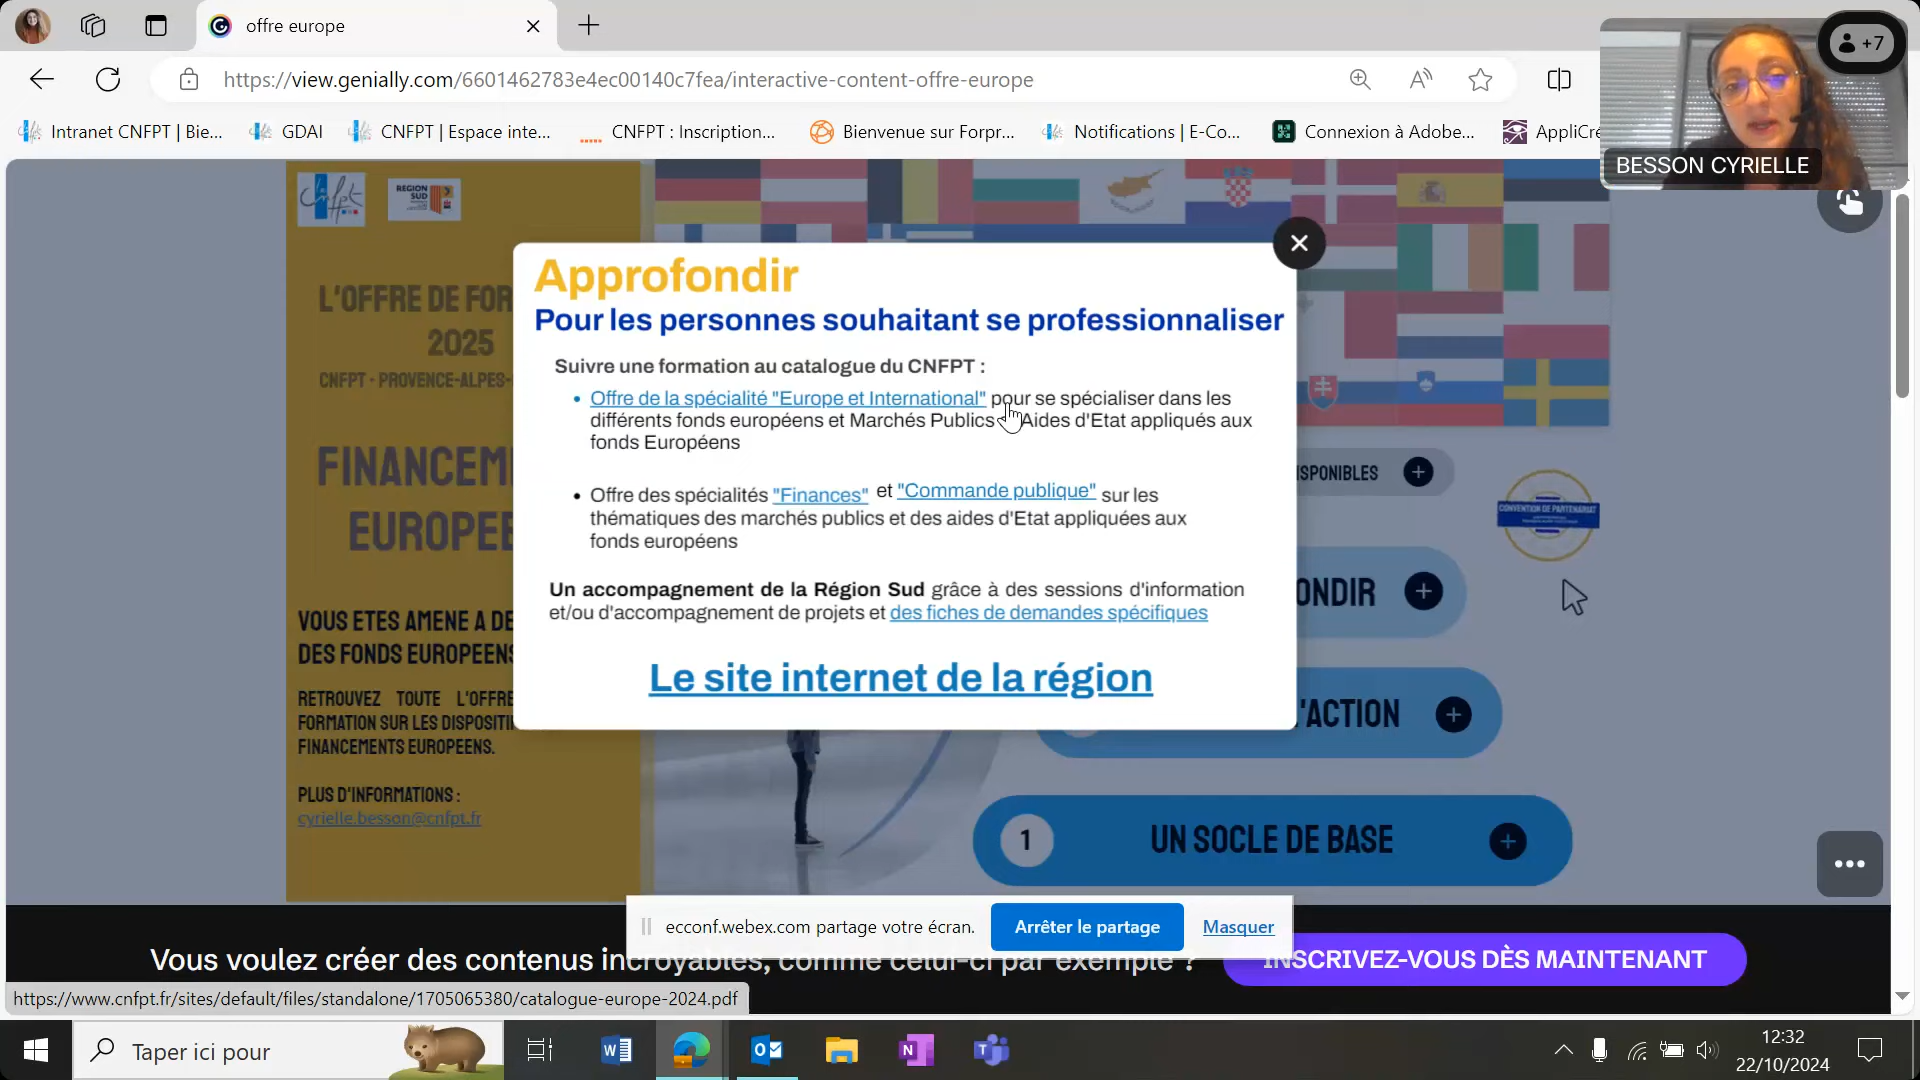 offre europe
+7
https://view.genially.com/6601462783e4ec00140c7fea/interactive-content-offre-europe
Intranet CNFPT | Bie...
GDAI
CNFPT | Espace inte...
CNFPT : Inscription...
Bienvenue sur Forpr...
Notifications | E-Co...
Connexion à Adobe...
AppliCre
BESSON CYRIELLE
cnfpt
REGION
SUD
L'OFFRE DE FOR
2025
CNFPT - PROVENCE-ALPES-
FINANCEM
EUROPE
VOUS ETES AMENE A DE
DES FONDS EUROPEENS
RETROUVEZ TOUTE L'OFFRE
FORMATION SUR LES DISPOSITI
FINANCEMENTS EUROPEENS.
PLUS D'INFORMATIONS :
cyrielle.besson@cnfpt.fr
Approfondir
Pour les personnes souhaitant se professionnaliser
Suivre une formation au catalogue du CNFPT :
• Offre de la spécialité "Europe et International" pour se spécialiser dans les
différents fonds européens et Marchés Publics Aides d'Etat appliqués aux
fonds Européens
• Offre des spécialités "Finances" et "Commande publique" sur les
thématiques des marchés publics et des aides d'Etat appliquées aux
fonds européens
Un accompagnement de la Région Sud grâce à des sessions d'information
et/ou d'accompagnement de projets et des fiches de demandes spécifiques
Le site internet de la région
ISPONIBLES
CONVENTION DE PARTENARIAT
ONDIR
'ACTION
1 UN SOCLE DE BASE
ecconf.webex.com partage votre écran.
Arrêter le partage
Masquer
Vous voulez créer des contenus incroyables, comme celui-ci par exemple ?
INSCRIVEZ-VOUS DÈS MAINTENANT
https://www.cnfpt.fr/sites/default/files/standalone/1705065380/catalogue-europe-2024.pdf
Taper ici pour
12:32
22/10/2024